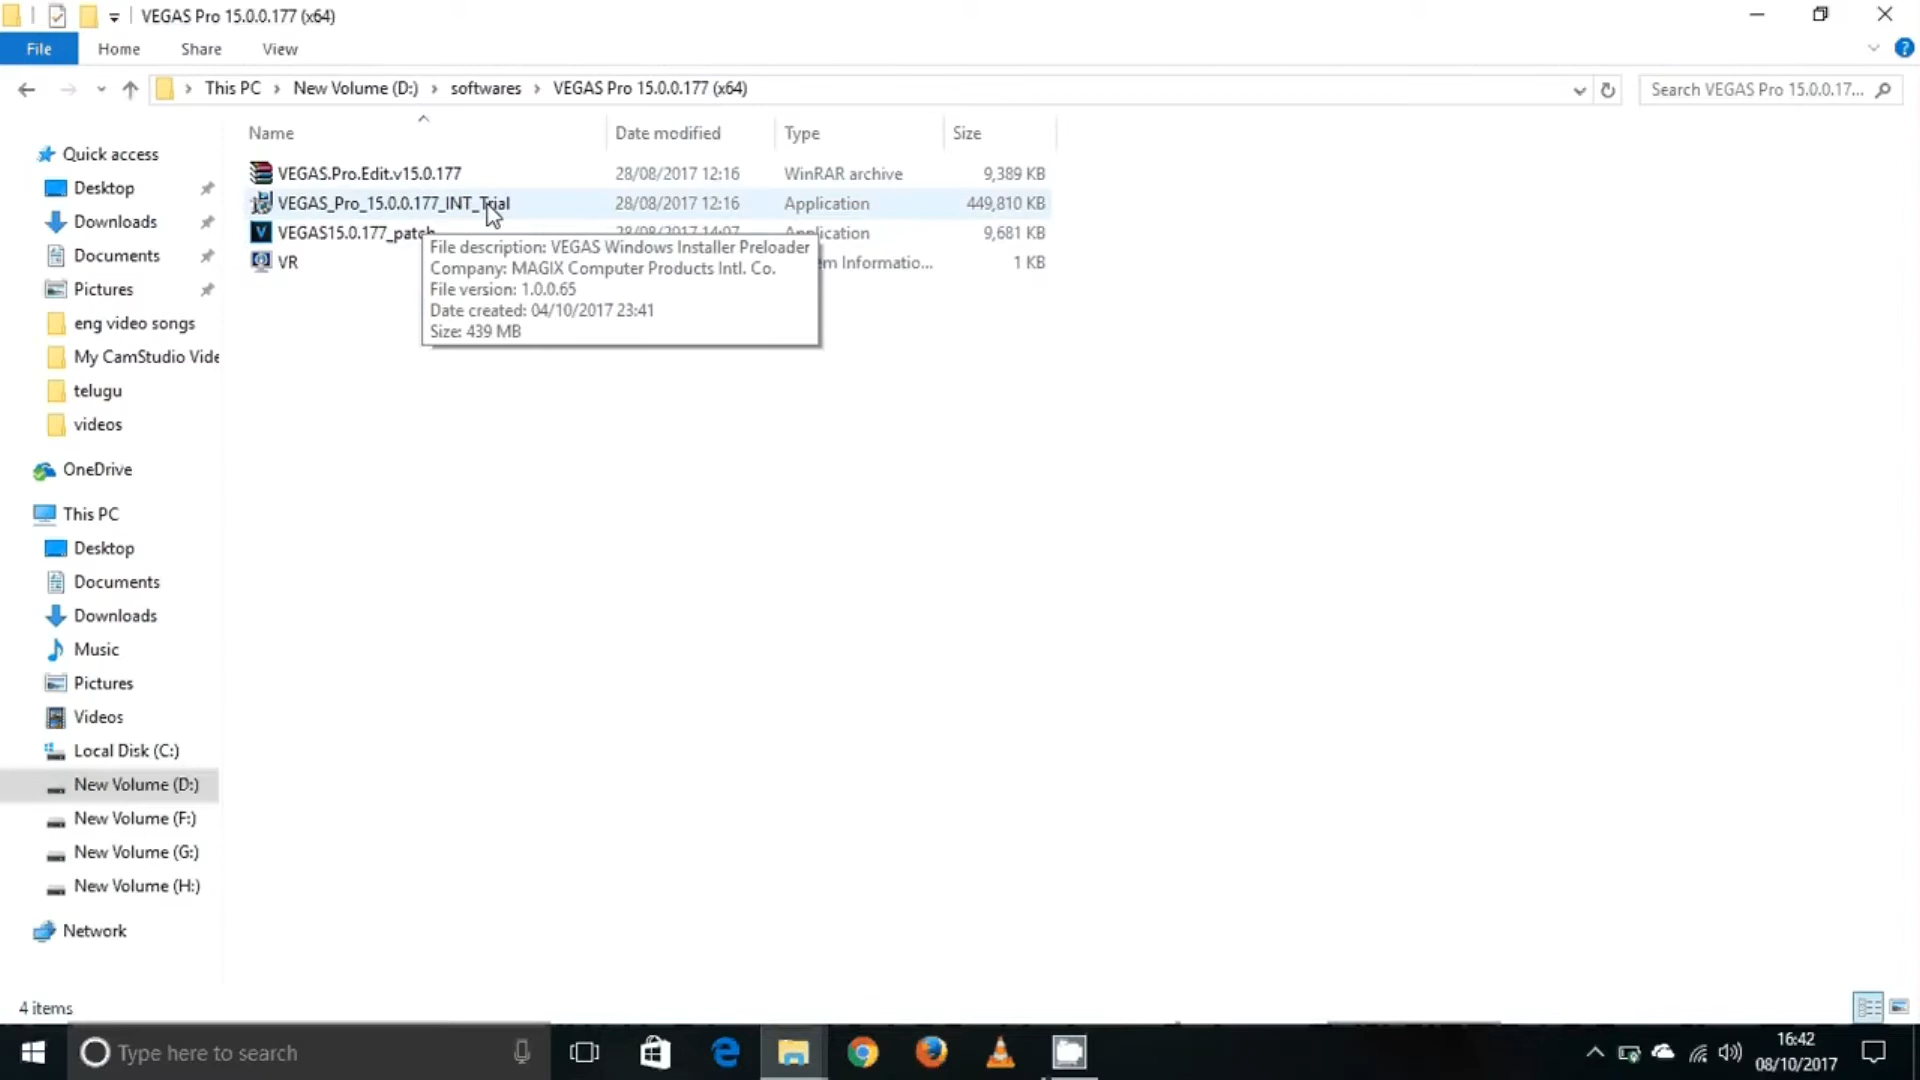 VEGAS Pro 15.0.0.177 (x64)
File Home Share View
This PC New Volume (D:) softwares VEGAS Pro 15.0.0.177 (x64)
Search VEGAS Pro 15.0.0.17...
Name Date modified Type Size
VEGAS.Pro.Edit.v15.0.177 28/08/2017 12:16 WinRAR archive 9,389 KB
VEGAS_Pro_15.0.0.177_INT_Trial 28/08/2017 12:16 Application 449,810 KB
VEGAS15.0.177_patch 28/08/2017 14:07 Application 9,681 KB
VR em Informatio... 1 KB
File description: VEGAS Windows Installer Preloader
Company: MAGIX Computer Products Intl. Co.
File version: 1.0.0.65
Date created: 04/10/2017 23:41
Size: 439 MB
Quick access
Desktop
Downloads
Documents
Pictures
eng video songs
My CamStudio Vide
telugu
videos
OneDrive
This PC
Desktop
Documents
Downloads
Music
Pictures
Videos
Local Disk (C:)
New Volume (D:)
New Volume (F:)
New Volume (G:)
New Volume (H:)
Network
4 items
Type here to search
16:42
08/10/2017